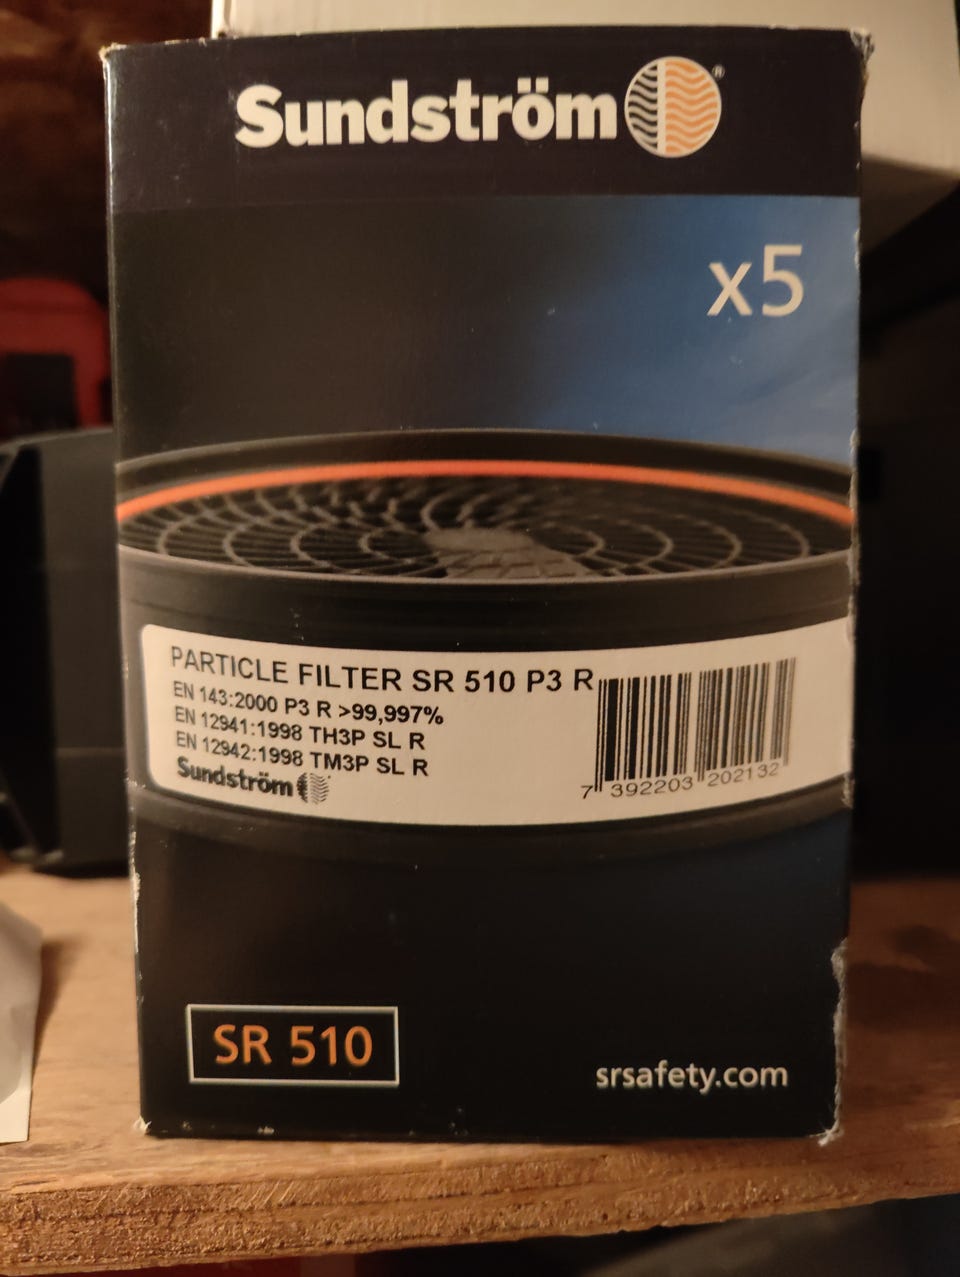 Sundström®
x5
PARTICLE FILTER SR 510 P3 R
EN 143:2000 P3 R >99,997%
EN 12941:1998 TH3P SL R
EN 12942:1998 TM3P SL R
Sundström
7 392203 202132
SR 510
srsafety.com